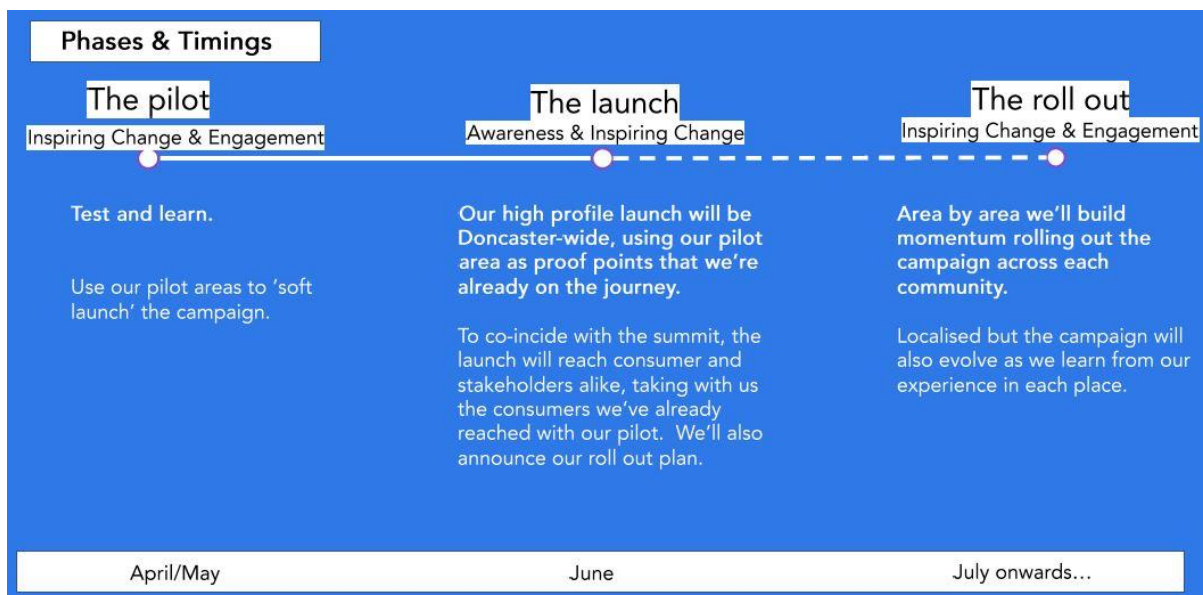 Phases & Timings
The pilot
Inspiring Change & Engagement
The launch
Awareness & Inspiring Change
The roll out
Inspiring Change & Engagement
Test and learn.
Use our pilot areas to ‘soft
launch’ the campaign.
Our high profile launch will be
Doncaster-wide, using our pilot
area as proof points that we’re
already on the journey.
To co-incide with the summit, the
launch will reach consumer and
stakeholders alike, taking with us
the consumers we’ve already
reached with our pilot.  We’ll also
announce our roll out plan.
Area by area we’ll build
momentum rolling out the
campaign across each
community.
Localised but the campaign will
also evolve as we learn from our
experience in each place.
April/May
June
July onwards…